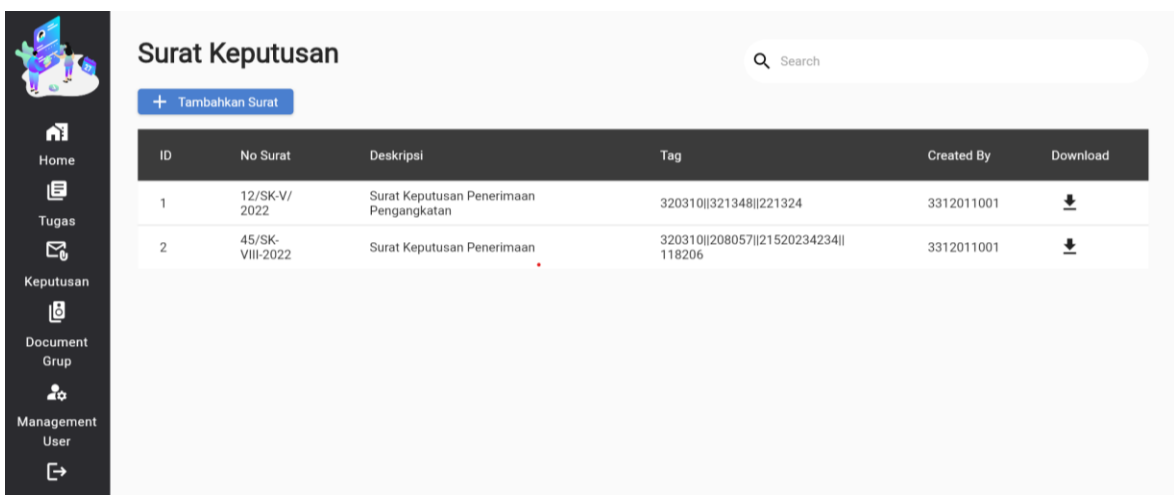 Surat Keputusan
Search
+ Tambahkan Surat
Home
Tugas
Keputusan
Document
Grup
Management
User
ID No Surat Deskripsi Tag Created By Download
1 12/SK-V/ Surat Keputusan Penerimaan 320310||321348||221324 3312011001
2022 Pengangkatan
2 45/SK- Surat Keputusan Penerimaan 320310||208057||21520234234|| 3312011001
VIII-2022 118206